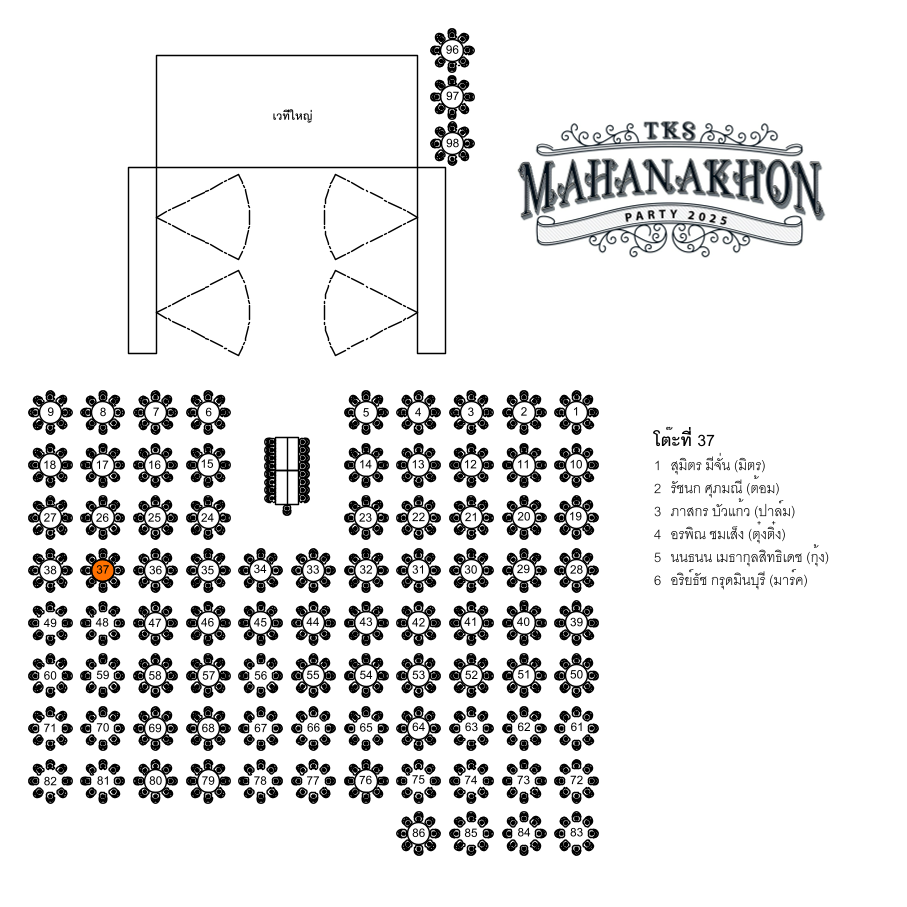 96
97
98
เวทีใหญ่
TKS
MAHANAKHON
PARTY 2025
9 8 7 6 5 4 3 2 1
18 17 16 15 14 13 12 11 10
27 26 25 24 23 22 21 20 19
38 37 36 35 34 33 32 31 30 29 28
49 48 47 46 45 44 43 42 41 40 39
60 59 58 57 56 55 54 53 52 51 50
71 70 69 68 67 66 65 64 63 62 61
82 81 80 79 78 77 76 75 74 73 72
86 85 84 83
โต๊ะที่ 37
1 สุมิตร มีจั่น (มิตร)
2 รัชนก ศุภมณี (ต้อม)
3 ภาสกร บัวแก้ว (ปาล์ม)
4 อรพิณ ชมเส็ง (ตุ๋งติ๋ง)
5 นนธนน เมธากุลสิทธิเดช (กุ้ง)
6 อริย์ธัช กรุดมินบุรี (มาร์ค)